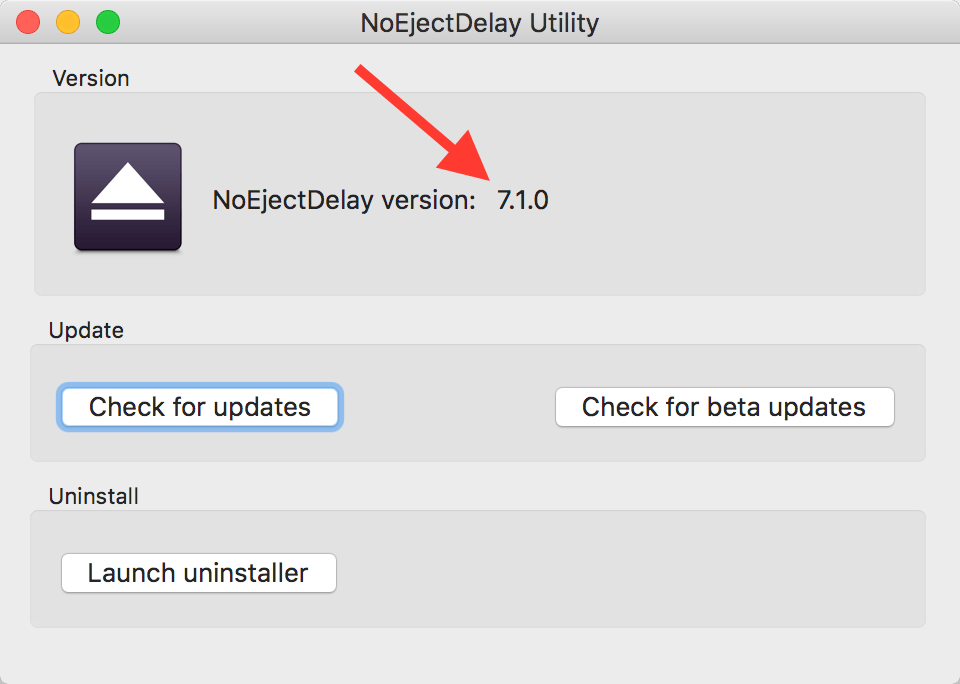 NoEjectDelay Utility
Version
NoEjectDelay version: 7.1.0
Update
Check for updates
Check for beta updates
Uninstall
Launch uninstaller